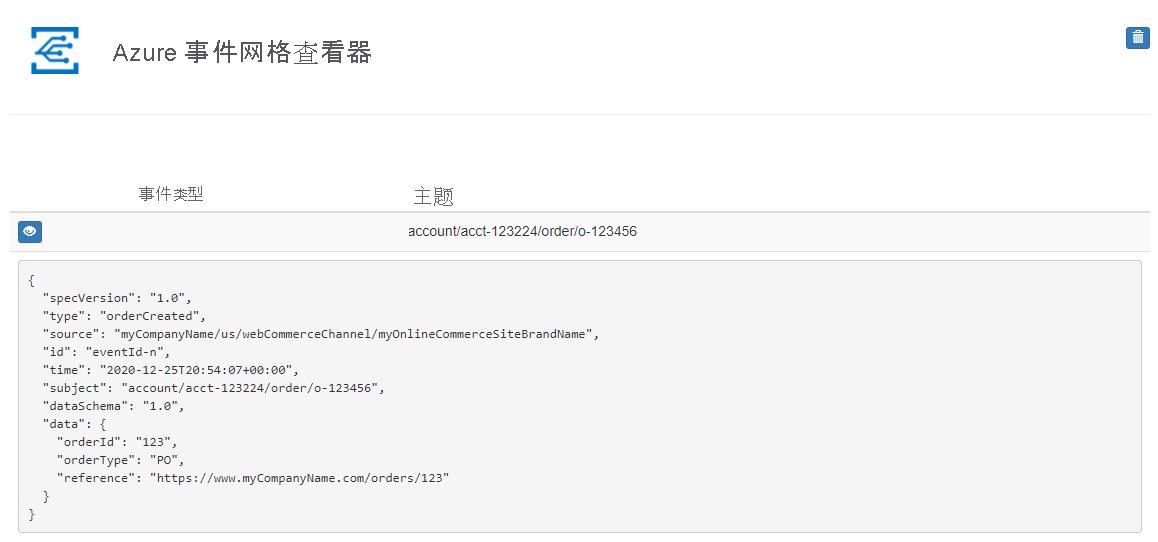 Azure 事件网格查看器
事件类型 主题
account/acct-123224/order/o-123456
{
  "specVersion": "1.0",
  "type": "orderCreated",
  "source": "myCompanyName/us/webCommerceChannel/myOnlineCommerceSiteBrandName",
  "id": "eventId-n",
  "time": "2020-12-25T20:54:07+00:00",
  "subject": "account/acct-123224/order/o-123456",
  "dataSchema": "1.0",
  "data": {
    "orderId": "123",
    "orderType": "PO",
    "reference": "https://www.myCompanyName.com/orders/123"
  }
}